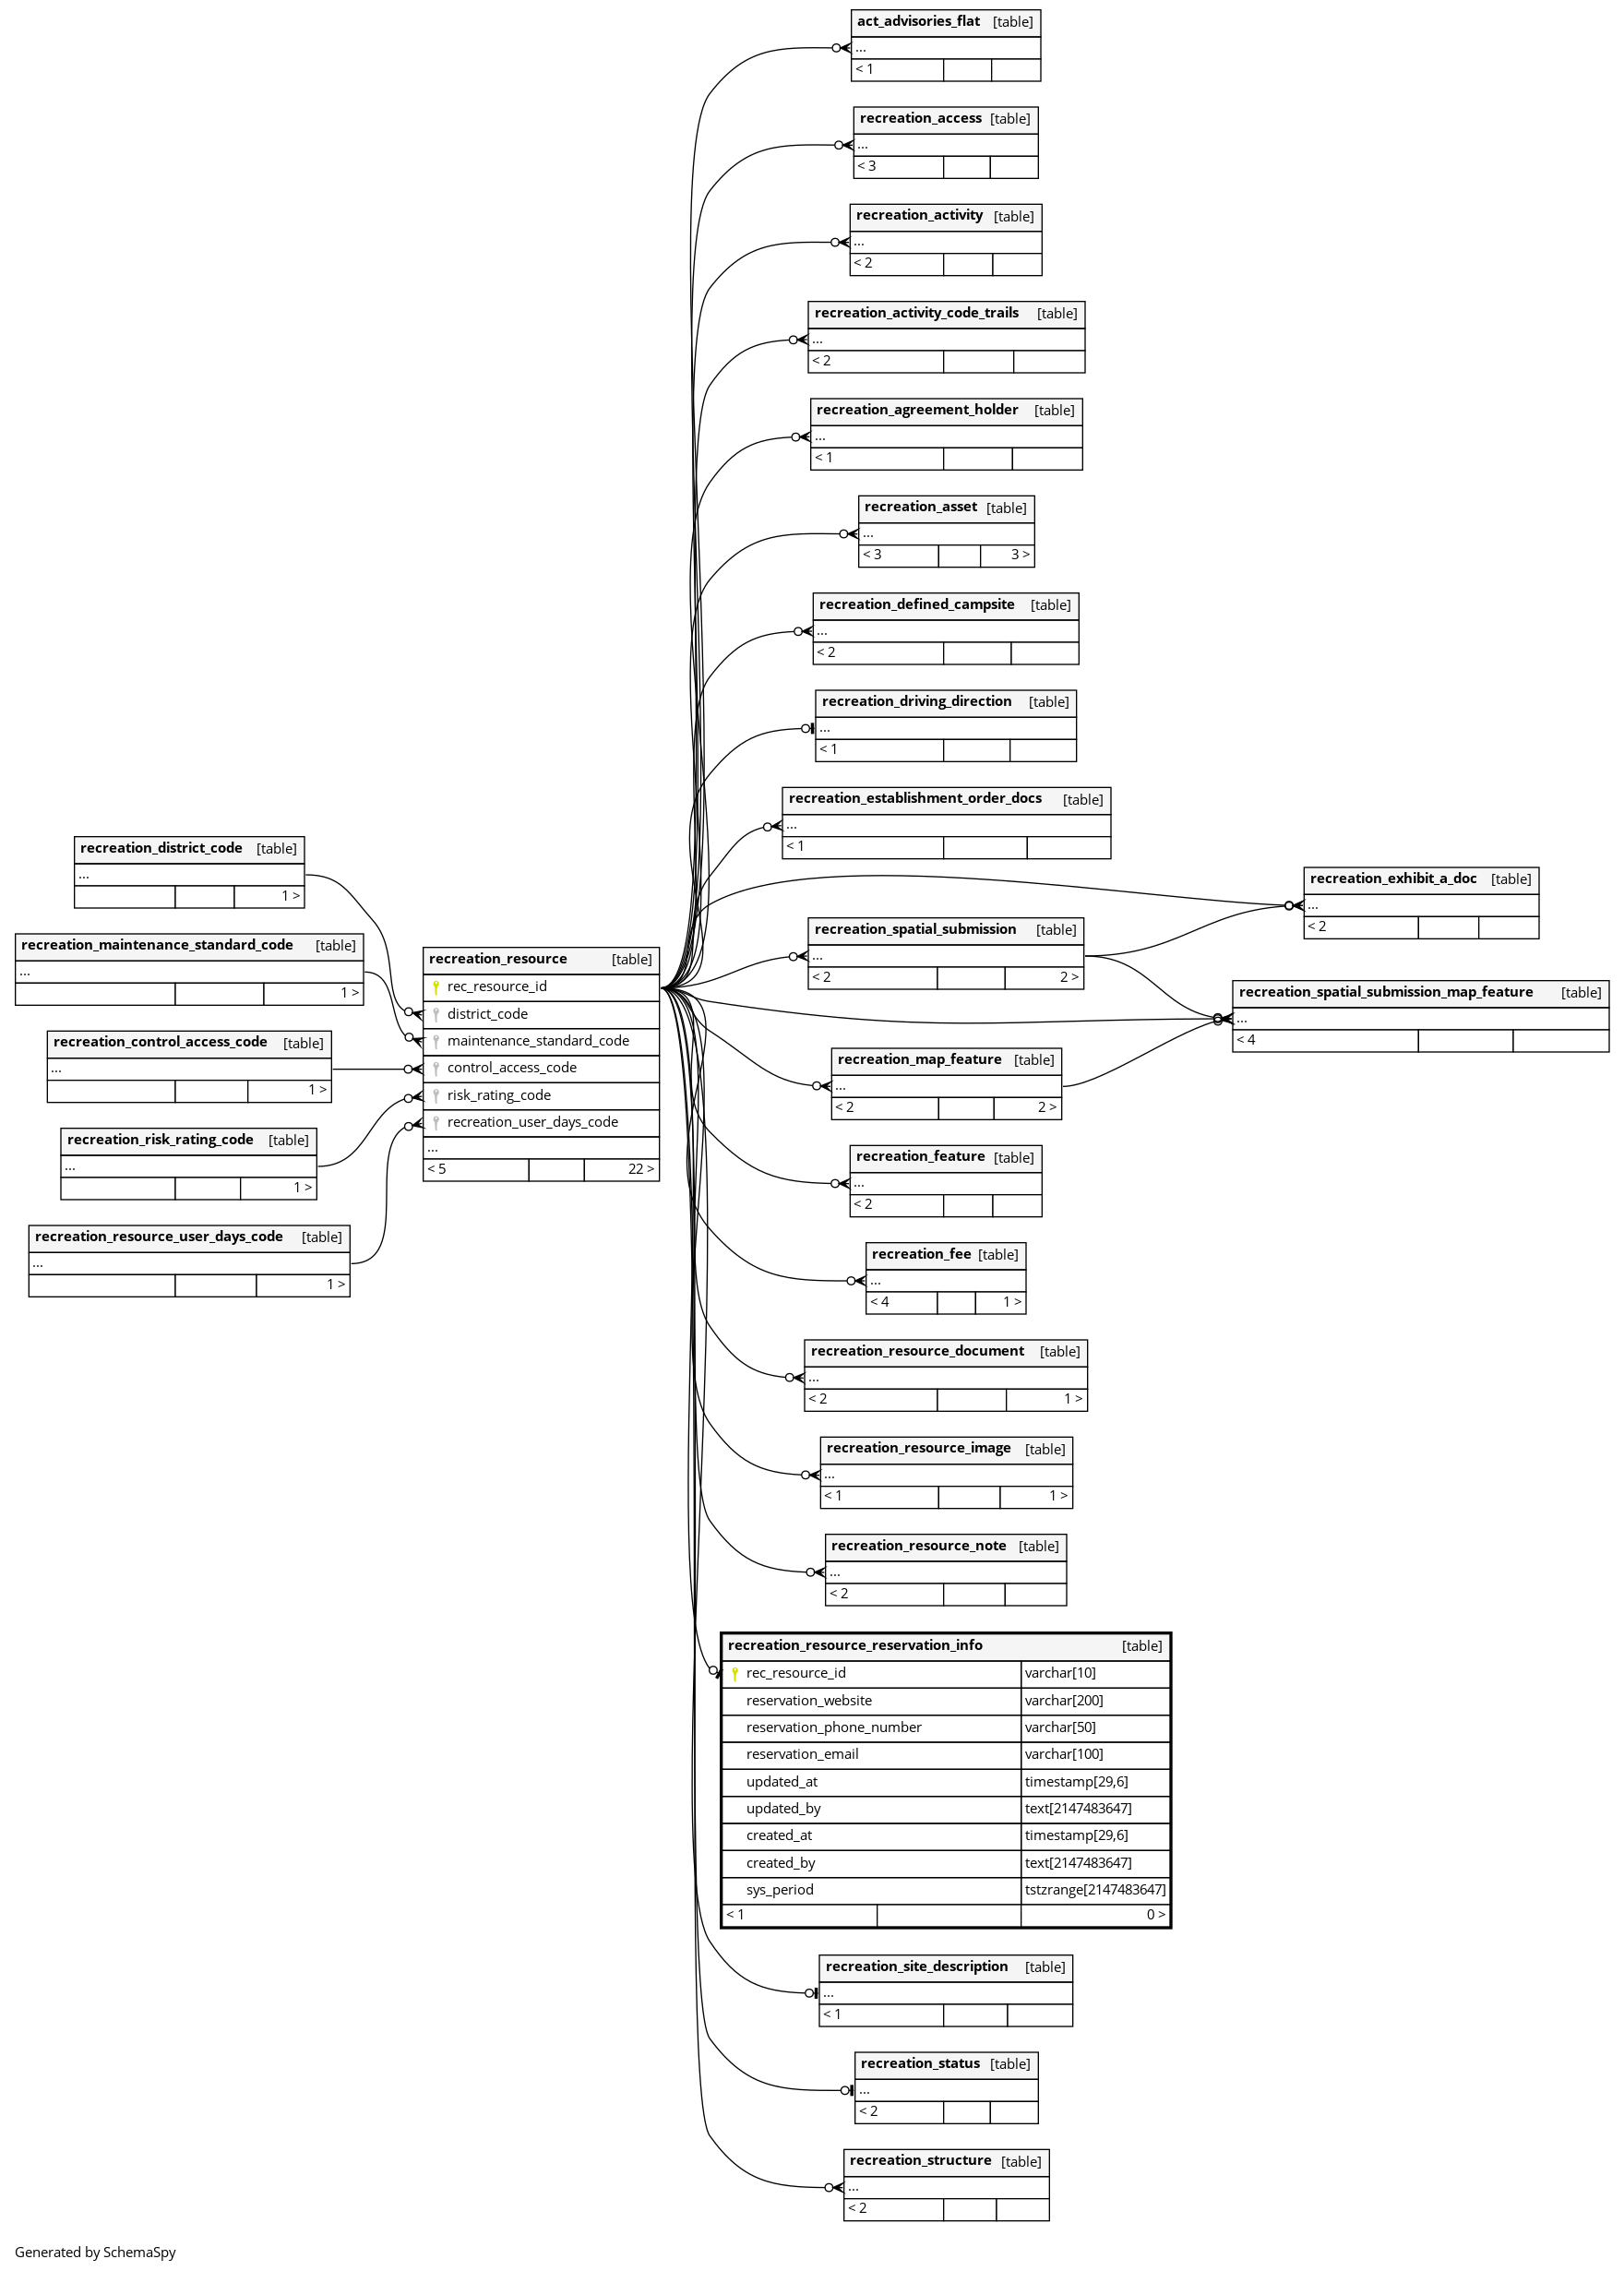 act_advisories_flat [table]
...
< 1
recreation_access [table]
...
< 3
recreation_activity [table]
...
< 2
recreation_activity_code_trails [table]
...
< 2
recreation_agreement_holder [table]
...
< 1
recreation_asset [table]
...
< 3 3 >
recreation_defined_campsite [table]
...
< 2
recreation_driving_direction [table]
...
< 1
recreation_establishment_order_docs [table]
...
< 1
recreation_district_code [table]
...
1 >
recreation_maintenance_standard_code [table]
...
1 >
recreation_control_access_code [table]
...
1 >
recreation_risk_rating_code [table]
...
1 >
recreation_resource_user_days_code [table]
...
1 >
recreation_resource [table]
rec_resource_id
district_code
maintenance_standard_code
control_access_code
risk_rating_code
recreation_user_days_code
...
< 5 22 >
recreation_exhibit_a_doc [table]
...
< 2
recreation_spatial_submission [table]
...
< 2 2 >
recreation_spatial_submission_map_feature [table]
...
< 4
recreation_map_feature [table]
...
< 2 2 >
recreation_feature [table]
...
< 2
recreation_fee [table]
...
< 4 1 >
recreation_resource_document [table]
...
< 2 1 >
recreation_resource_image [table]
...
< 1 1 >
recreation_resource_note [table]
...
< 2
recreation_resource_reservation_info [table]
rec_resource_id varchar[10]
reservation_website varchar[200]
reservation_phone_number varchar[50]
reservation_email varchar[100]
updated_at timestamp[29,6]
updated_by text[2147483647]
created_at timestamp[29,6]
created_by text[2147483647]
sys_period tstzrange[2147483647]
< 1 0 >
recreation_site_description [table]
...
< 1
recreation_status [table]
...
< 2
recreation_structure [table]
...
< 2
Generated by SchemaSpy